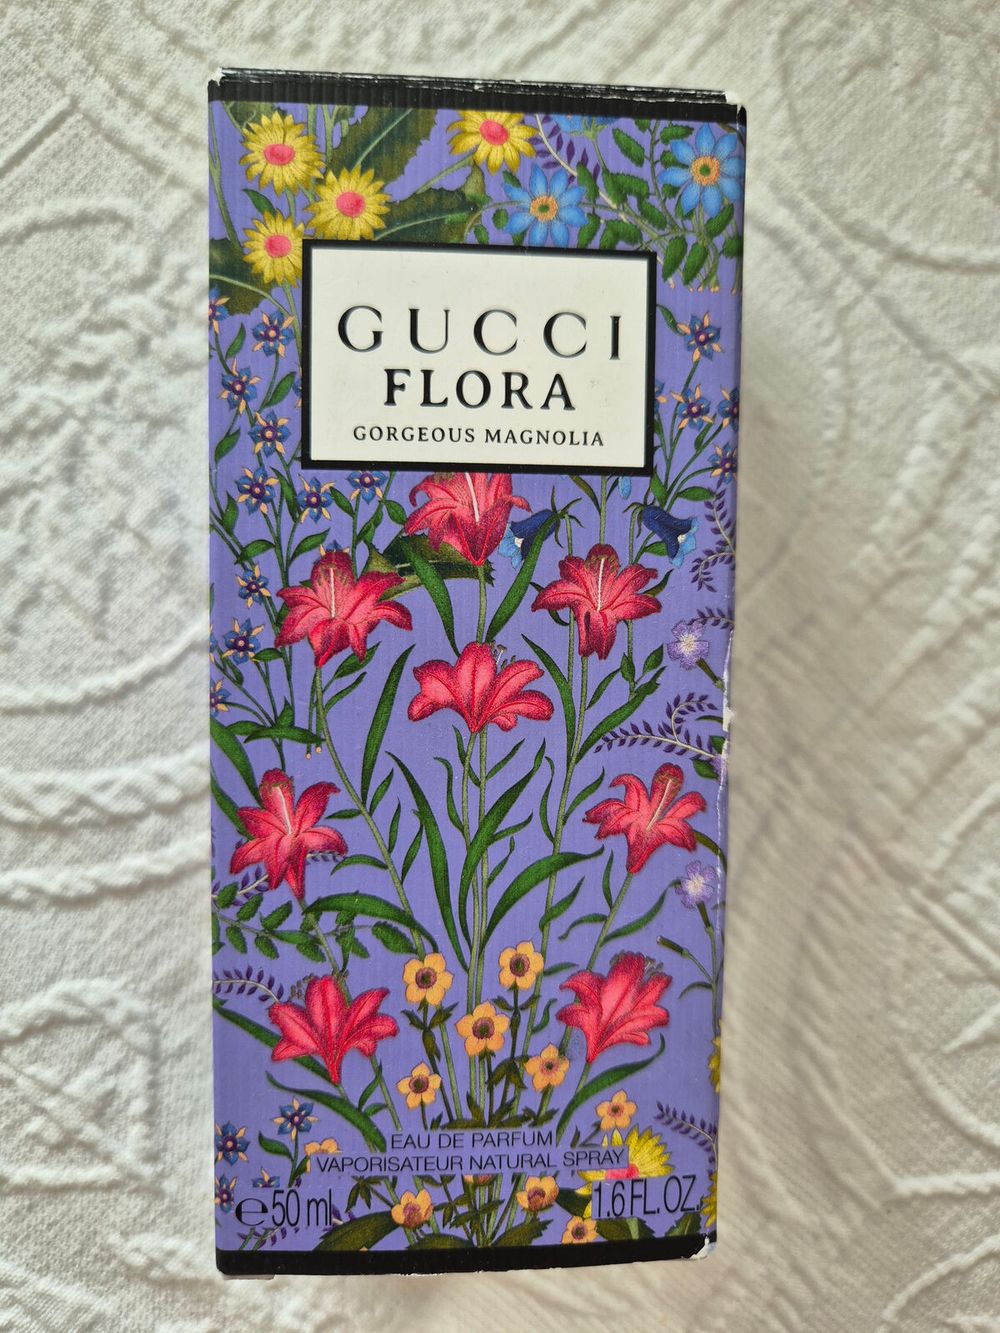 GUCCI
FLORA
GORGEOUS MAGNOLIA
EAU DE PARFUM
VAPORISATEUR NATURAL SPRAY
℮50 ml
1.6 FL. OZ.